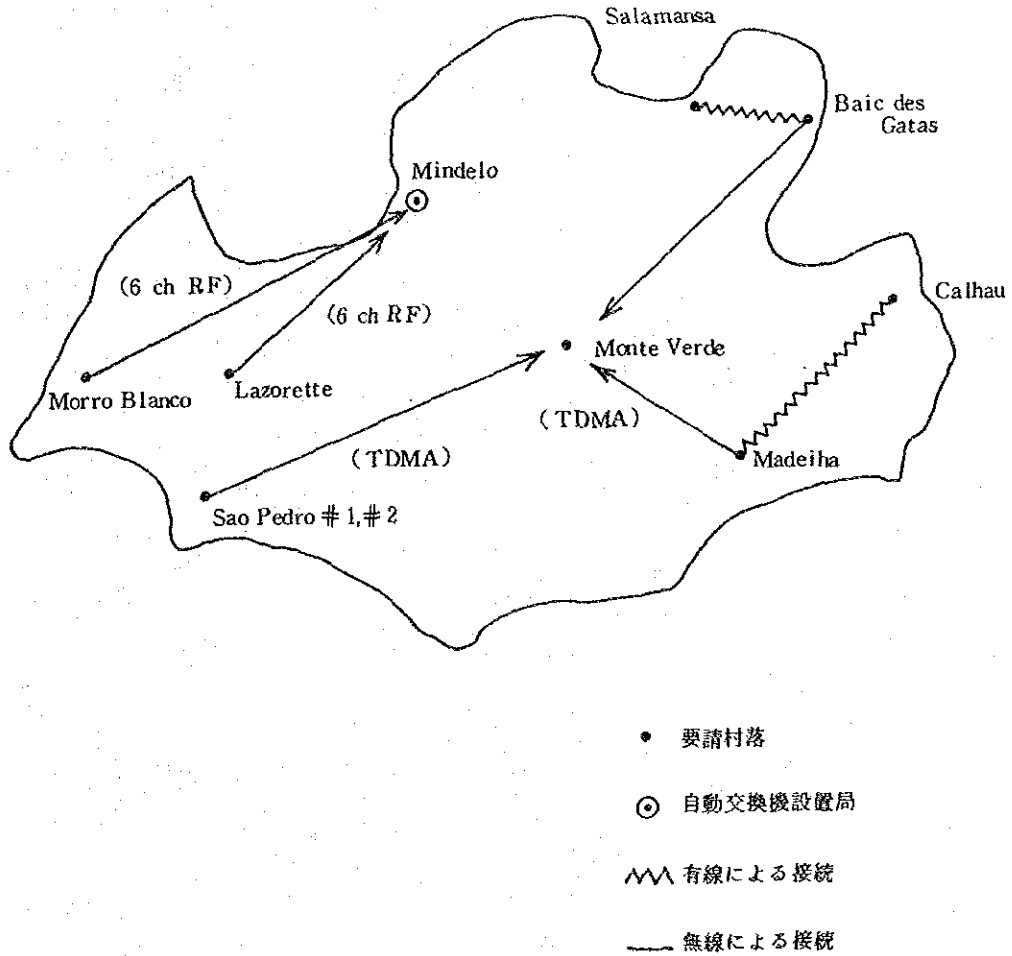 Salamansa
Baic des
Gatas
Mindelo
(6 ch RF)
(6 ch RF)
Calhau
Monte Verde
Morro Blanco
Lazorette
(TDMA)
(TDMA)
Madeiha
Sao Pedro # 1, # 2
要請村落
自動交換機設置局
有線による接続
無線による接続